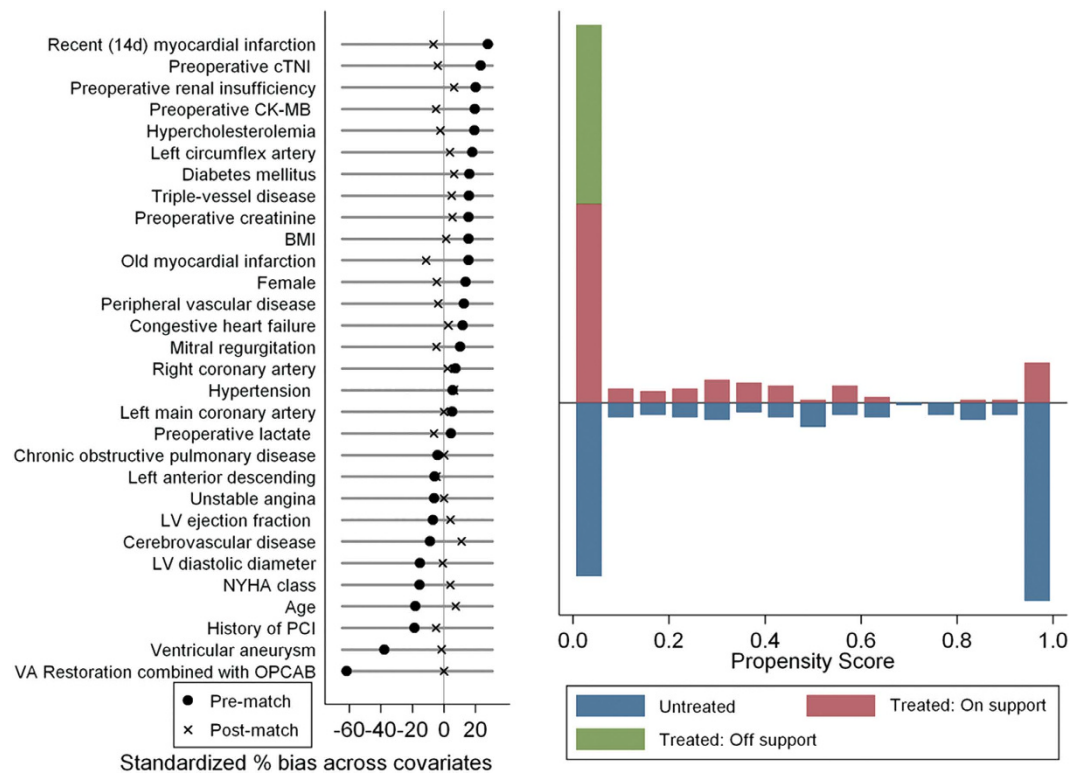 Recent (14d) myocardial infarction
Preoperative cTNI
Preoperative renal insufficiency
Preoperative CK-MB
Hypercholesterolemia
Left circumflex artery
Diabetes mellitus
Triple-vessel disease
Preoperative creatinine
BMI
Old myocardial infarction
Female
Peripheral vascular disease
Congestive heart failure
Mitral regurgitation
Right coronary artery
Hypertension
Left main coronary artery
Preoperative lactate
Chronic obstructive pulmonary disease
Left anterior descending
Unstable angina
LV ejection fraction
Cerebrovascular disease
LV diastolic diameter
NYHA class
Age
History of PCI
Ventricular aneurysm
VA Restoration combined with OPCAB
Pre-match
Post-match
-60 -40 -20 0 20
Standardized % bias across covariates
0.0 0.2 0.4 0.6 0.8 1.0
Propensity Score
Untreated
Treated: On support
Treated: Off support